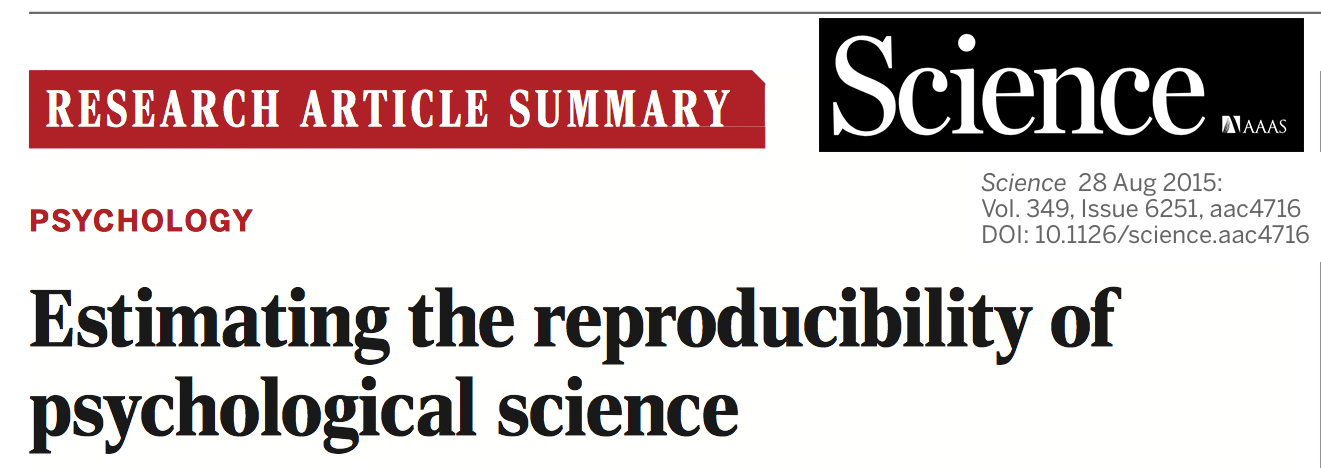 RESEARCH ARTICLE SUMMARY
Science
AAAS
Science 28 Aug 2015:
Vol. 349, Issue 6251, aac4716
DOI: 10.1126/science.aac4716
PSYCHOLOGY
Estimating the reproducibility of
psychological science